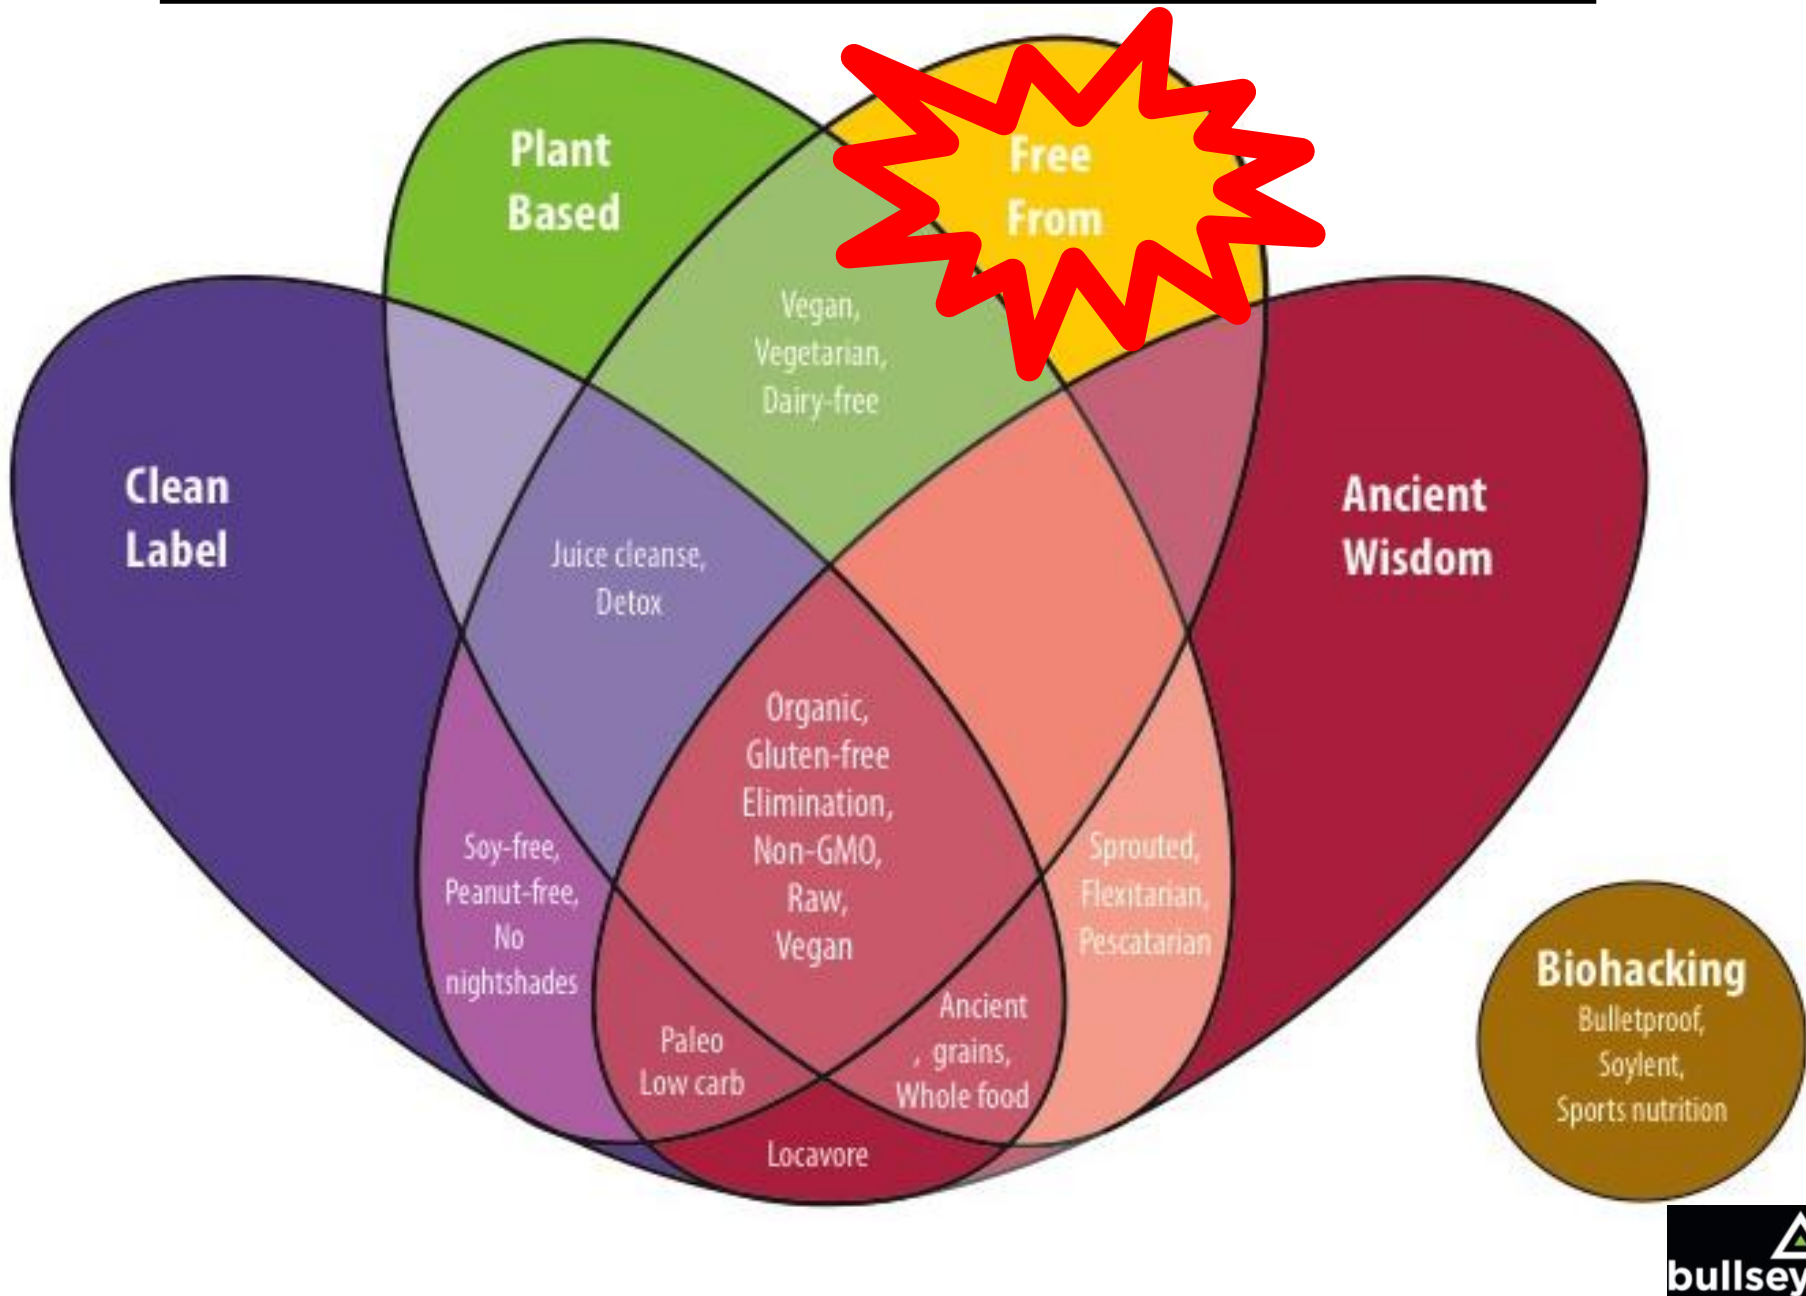 Plant
Based
Free
From
Vegan,
Vegetarian,
Dairy-free
Clean
Label
Ancient
Wisdom
Juice cleanse,
Detox
Organic,
Gluten-free
Elimination,
Non-GMO,
Raw,
Vegan
Soy-free,
Peanut-free,
No
nightshades
Sprouted,
Flexitarian,
Pescatarian
Paleo
Low carb
Ancient
, grains,
Whole food
Locavore
Biohacking
Bulletproof,
Soylent,
Sports nutrition
bullsey